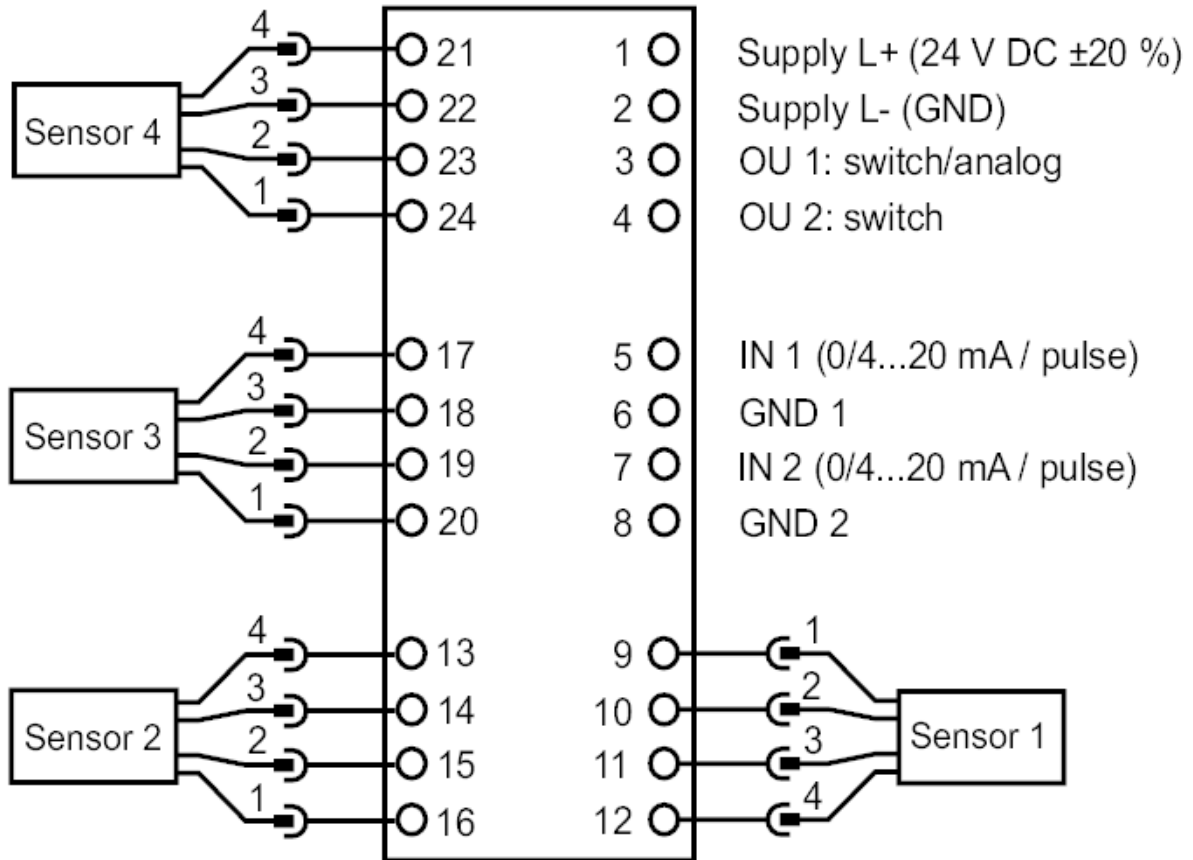 4 21 1 Supply L+ (24 V DC ±20 %)
3 22 2 Supply L- (GND)
Sensor 4
2 23 3 OU 1: switch/analog
1 24 4 OU 2: switch
4 17 5 IN 1 (0/4...20 mA / pulse)
3 18 6 GND 1
Sensor 3
2 19 7 IN 2 (0/4...20 mA / pulse)
1 20 8 GND 2
4 13 9 1
3 14 10 2
Sensor 2 Sensor 1
2 15 11 3
1 16 12 4